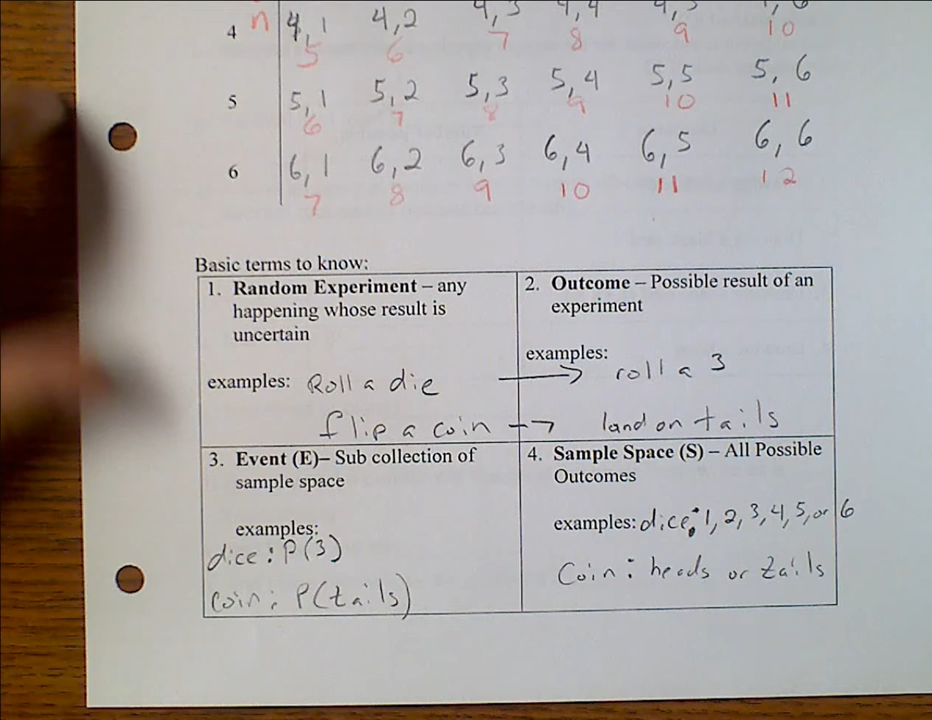 4 n 4,1 4,2 4,3 4,4
5 6 7 8 9 10
5 5,1 5,2 5,3 5,4 5,5 5,6
6 7 8 9 10 11
6 6,1 6,2 6,3 6,4 6,5 6,6
7 8 9 10 11 12
Basic terms to know:
1. Random Experiment – any
happening whose result is
uncertain
examples: Roll a die
flip a coin -->
2. Outcome – Possible result of an
experiment
examples:
roll a 3
land on tails
3. Event (E)– Sub collection of
sample space
examples:
dice : P(3)
coin: P(tails)
4. Sample Space (S) – All Possible
Outcomes
examples: dice: 1, 2, 3, 4, 5, or 6
Coin: heads or tails